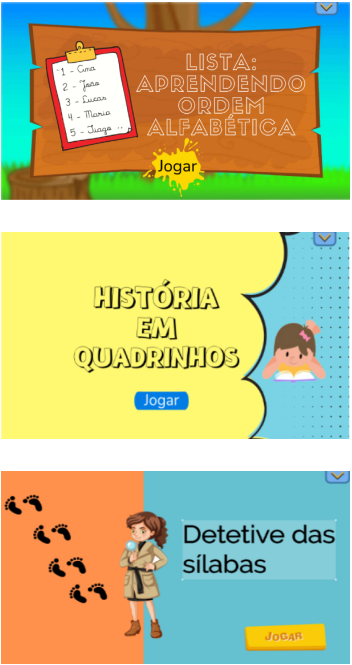 1 - Ana
2 - João
3 - Lucas
4 - Maria
5 - Tiago
LISTA:
APRENDENDO
ORDEM
ALFABÉTICA
Jogar
HISTÓRIA
EM
QUADRINHOS
Jogar
Detetive das
sílabas
JOGAR